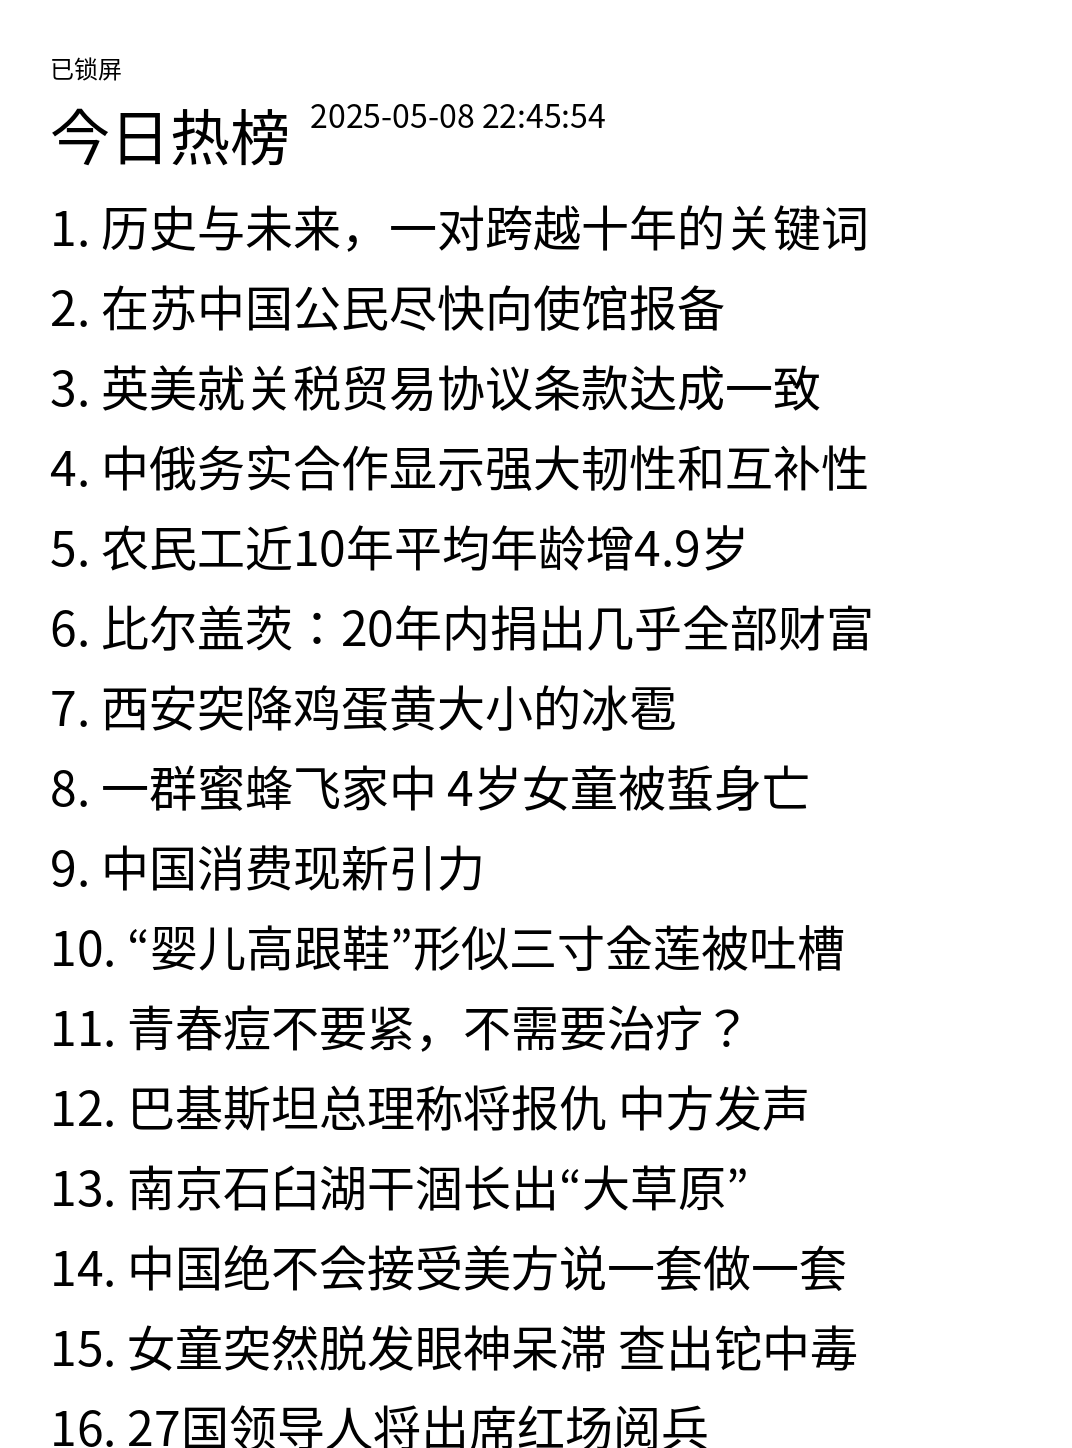 已锁屏
今日热榜 2025-05-08 22:45:54
1. 历史与未来，一对跨越十年的关键词
2. 在苏中国公民尽快向使馆报备
3. 英美就关税贸易协议条款达成一致
4. 中俄务实合作显示强大韧性和互补性
5. 农民工近10年平均年龄增4.9岁
6. 比尔盖茨：20年内捐出几乎全部财富
7. 西安突降鸡蛋黄大小的冰雹
8. 一群蜜蜂飞家中 4岁女童被蜇身亡
9. 中国消费现新引力
10. “婴儿高跟鞋”形似三寸金莲被吐槽
11. 青春痘不要紧，不需要治疗？
12. 巴基斯坦总理称将报仇 中方发声
13. 南京石臼湖干涸长出“大草原”
14. 中国绝不会接受美方说一套做一套
15. 女童突然脱发眼神呆滞 查出铊中毒
16. 27国领导人将出席红场阅兵